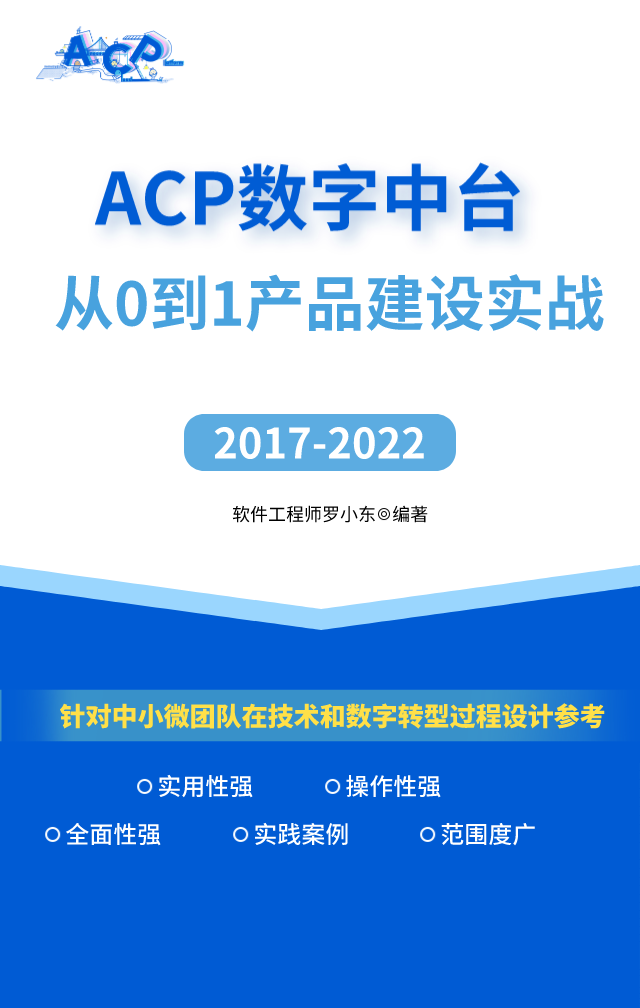 ACP
ACP数字中台
从0到1产品建设实战
2017-2022
软件工程师罗小东◎编著
针对中小微团队在技术和数字转型过程设计参考
实用性强 操作性强
全面性强 实践案例 范围度广